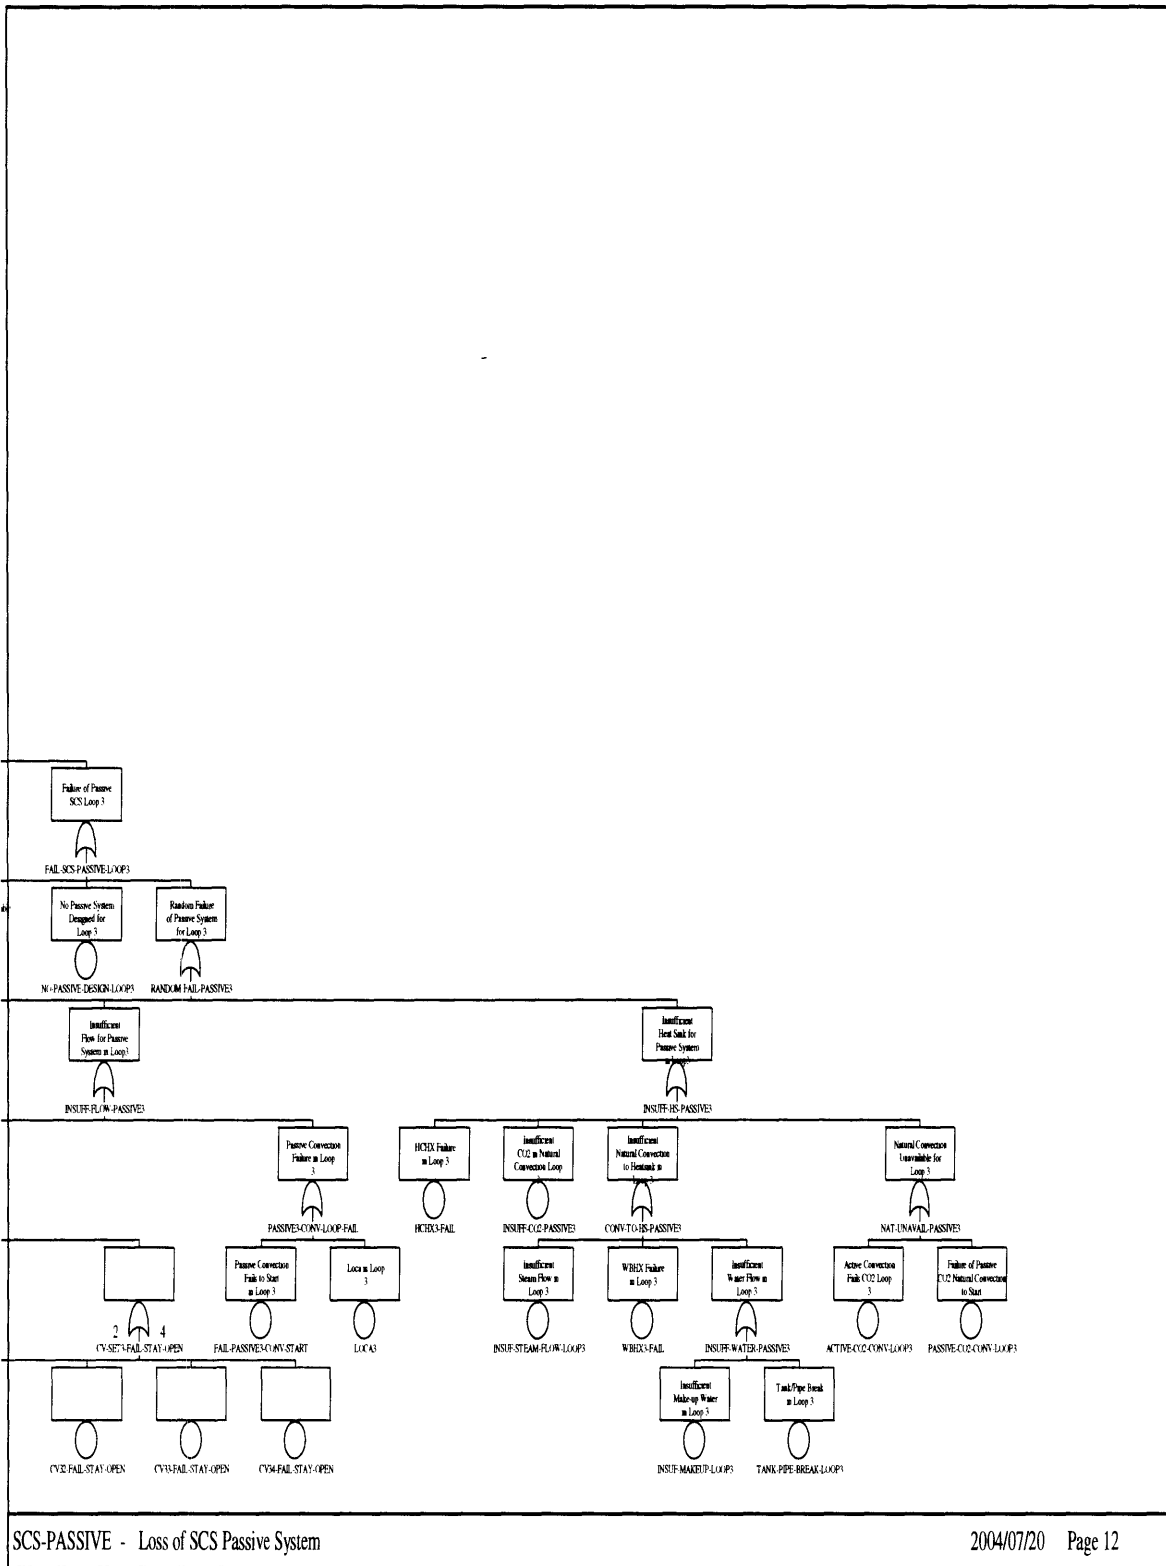 Failure of Passive
SCS Loop 3
FAIL-SCS-PASSIVE-LOOP3
No Passive System
Designed for
Loop 3
NO-PASSIVE-DESIGN-LOOP3
Random Failure
of Passive System
for Loop 3
RANDOM-FAIL-PASSIVE3
Insufficient
Flow for Passive
System in Loop3
INSUFF-FLOW-PASSIVE3
Insufficient
Heat Sink for
Passive System
in Loop3
INSUFF-HS-PASSIVE3
Passive Convection
Failure in Loop
3
PASSIVE3-CONV-LOOP-FAIL
HCHX Failure
in Loop 3
HCHX3-FAIL
Insufficient
CO2 in Natural
Convection Loop
INSUFF-CO2-PASSIVE3
Insufficient
Natural Convection
to Heatsink in
Loop 3
CONV-TO-HS-PASSIVE3
Natural Convection
Unavailable for
Loop 3
NAT-UNAVAIL-PASSIVE3
2 4
CV-SET3-FAIL-STAY-OPEN
Passive Convection
Fails to Start
in Loop 3
FAIL-PASSIVE3-CONV-START
Loca in Loop
3
LOCA3
Insufficient
Steam Flow in
Loop 3
INSUF-STEAM-FLOW-LOOP3
WBHX Failure
in Loop 3
WBHX3-FAIL
Insufficient
Water Flow in
Loop 3
INSUFF-WATER-PASSIVE3
Active Convection
Fails CO2 Loop
3
ACTIVE-CO2-CONV-LOOP3
Failure of Passive
CO2 Natural Convection
to Start
PASSIVE-CO2-CONV-LOOP3
CV32-FAIL-STAY-OPEN
CV33-FAIL-STAY-OPEN
CV34-FAIL-STAY-OPEN
Insufficient
Make-up Water
in Loop 3
INSUF-MAKEUP-LOOP3
Tank/Pipe Break
in Loop 3
TANK-PIPE-BREAK-LOOP3
SCS-PASSIVE - Loss of SCS Passive System
2004/07/20 Page 12